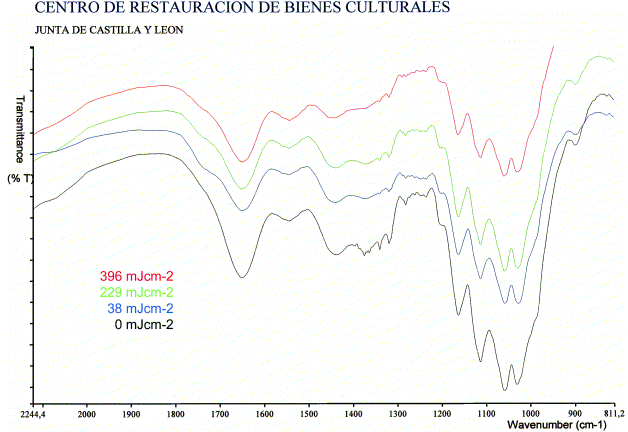 CENTRO DE RESTAURACION DE BIENES CULTURALES
JUNTA DE CASTILLA Y LEON
Transmittance
(% T)
396 mJcm-2
229 mJcm-2
38 mJcm-2
0 mJcm-2
2244,4 2000 1900 1800 1700 1600 1500 1400 1300 1200 1100 1000 900 811,2
Wavenumber (cm-1)